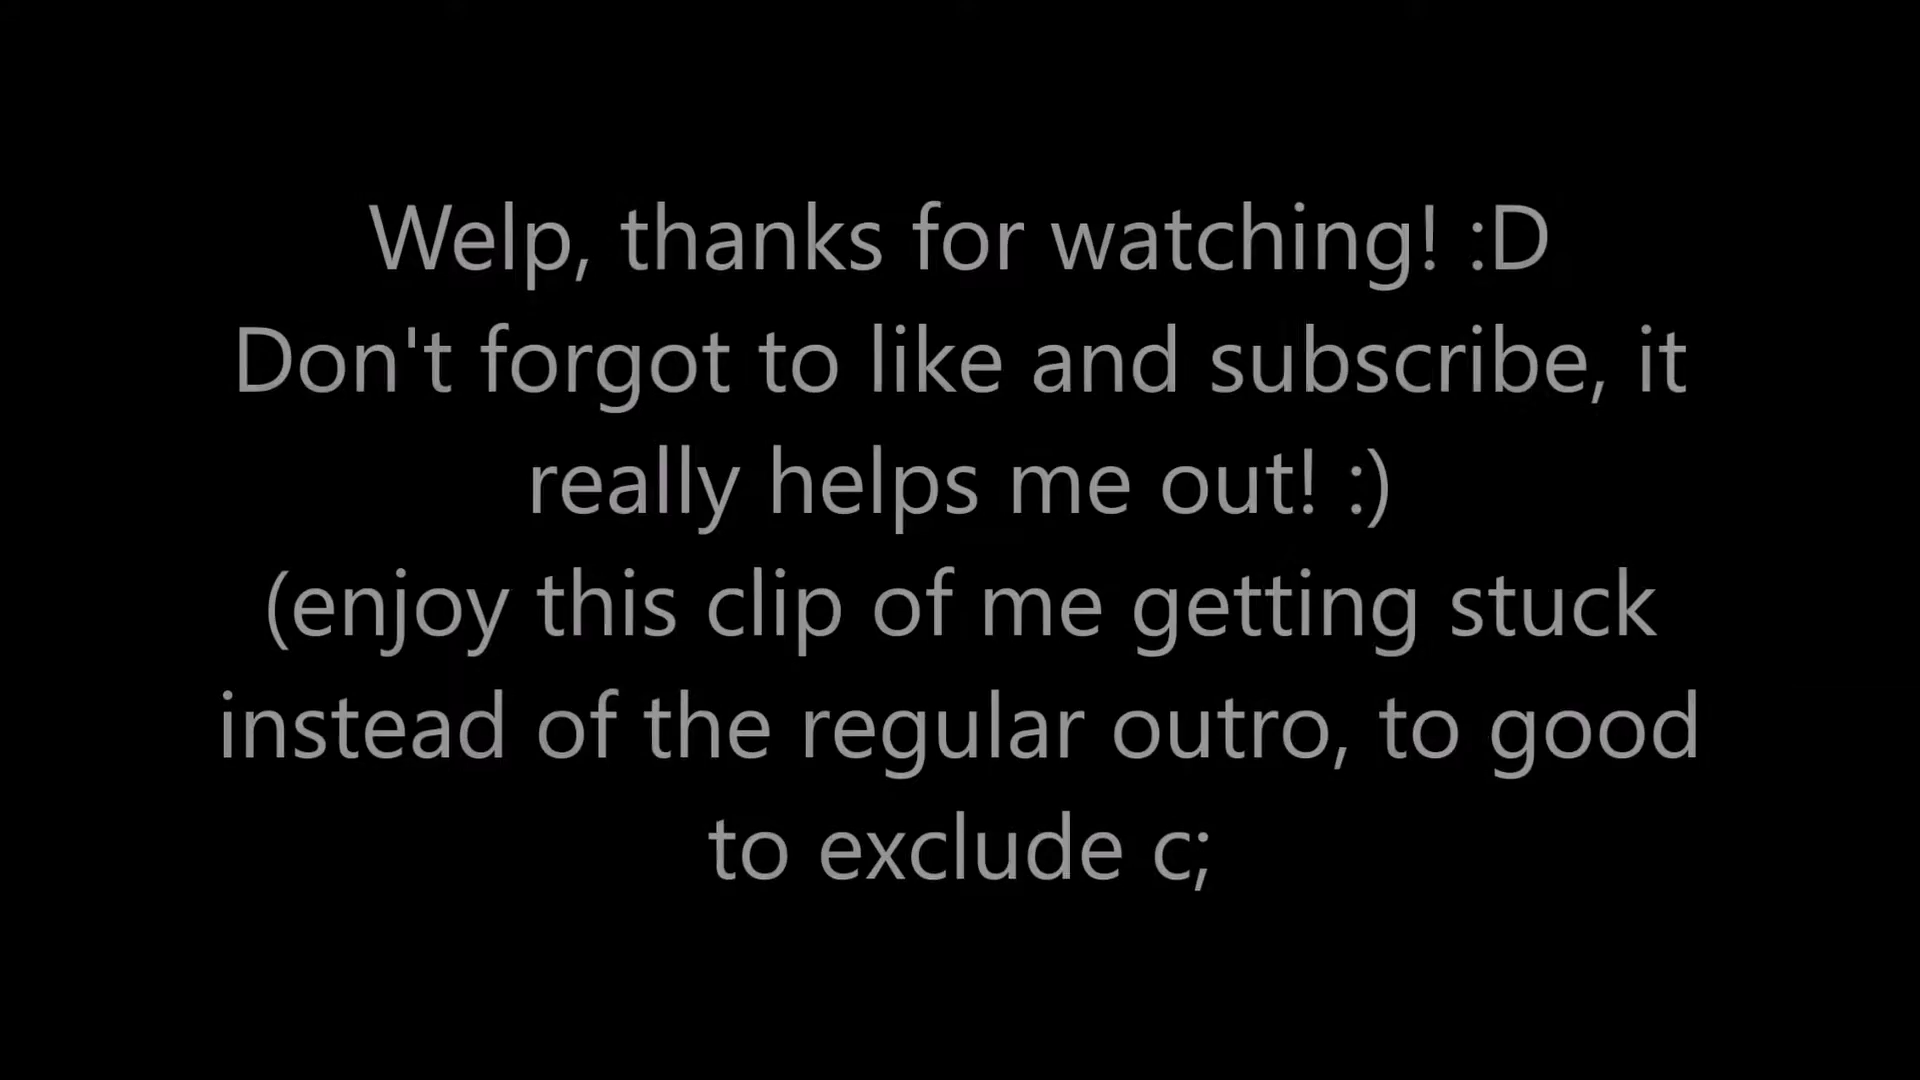 Welp, thanks for watching! :D
Don't forgot to like and subscribe, it
really helps me out! :)
(enjoy this clip of me getting stuck
instead of the regular outro, to good
to exclude c;